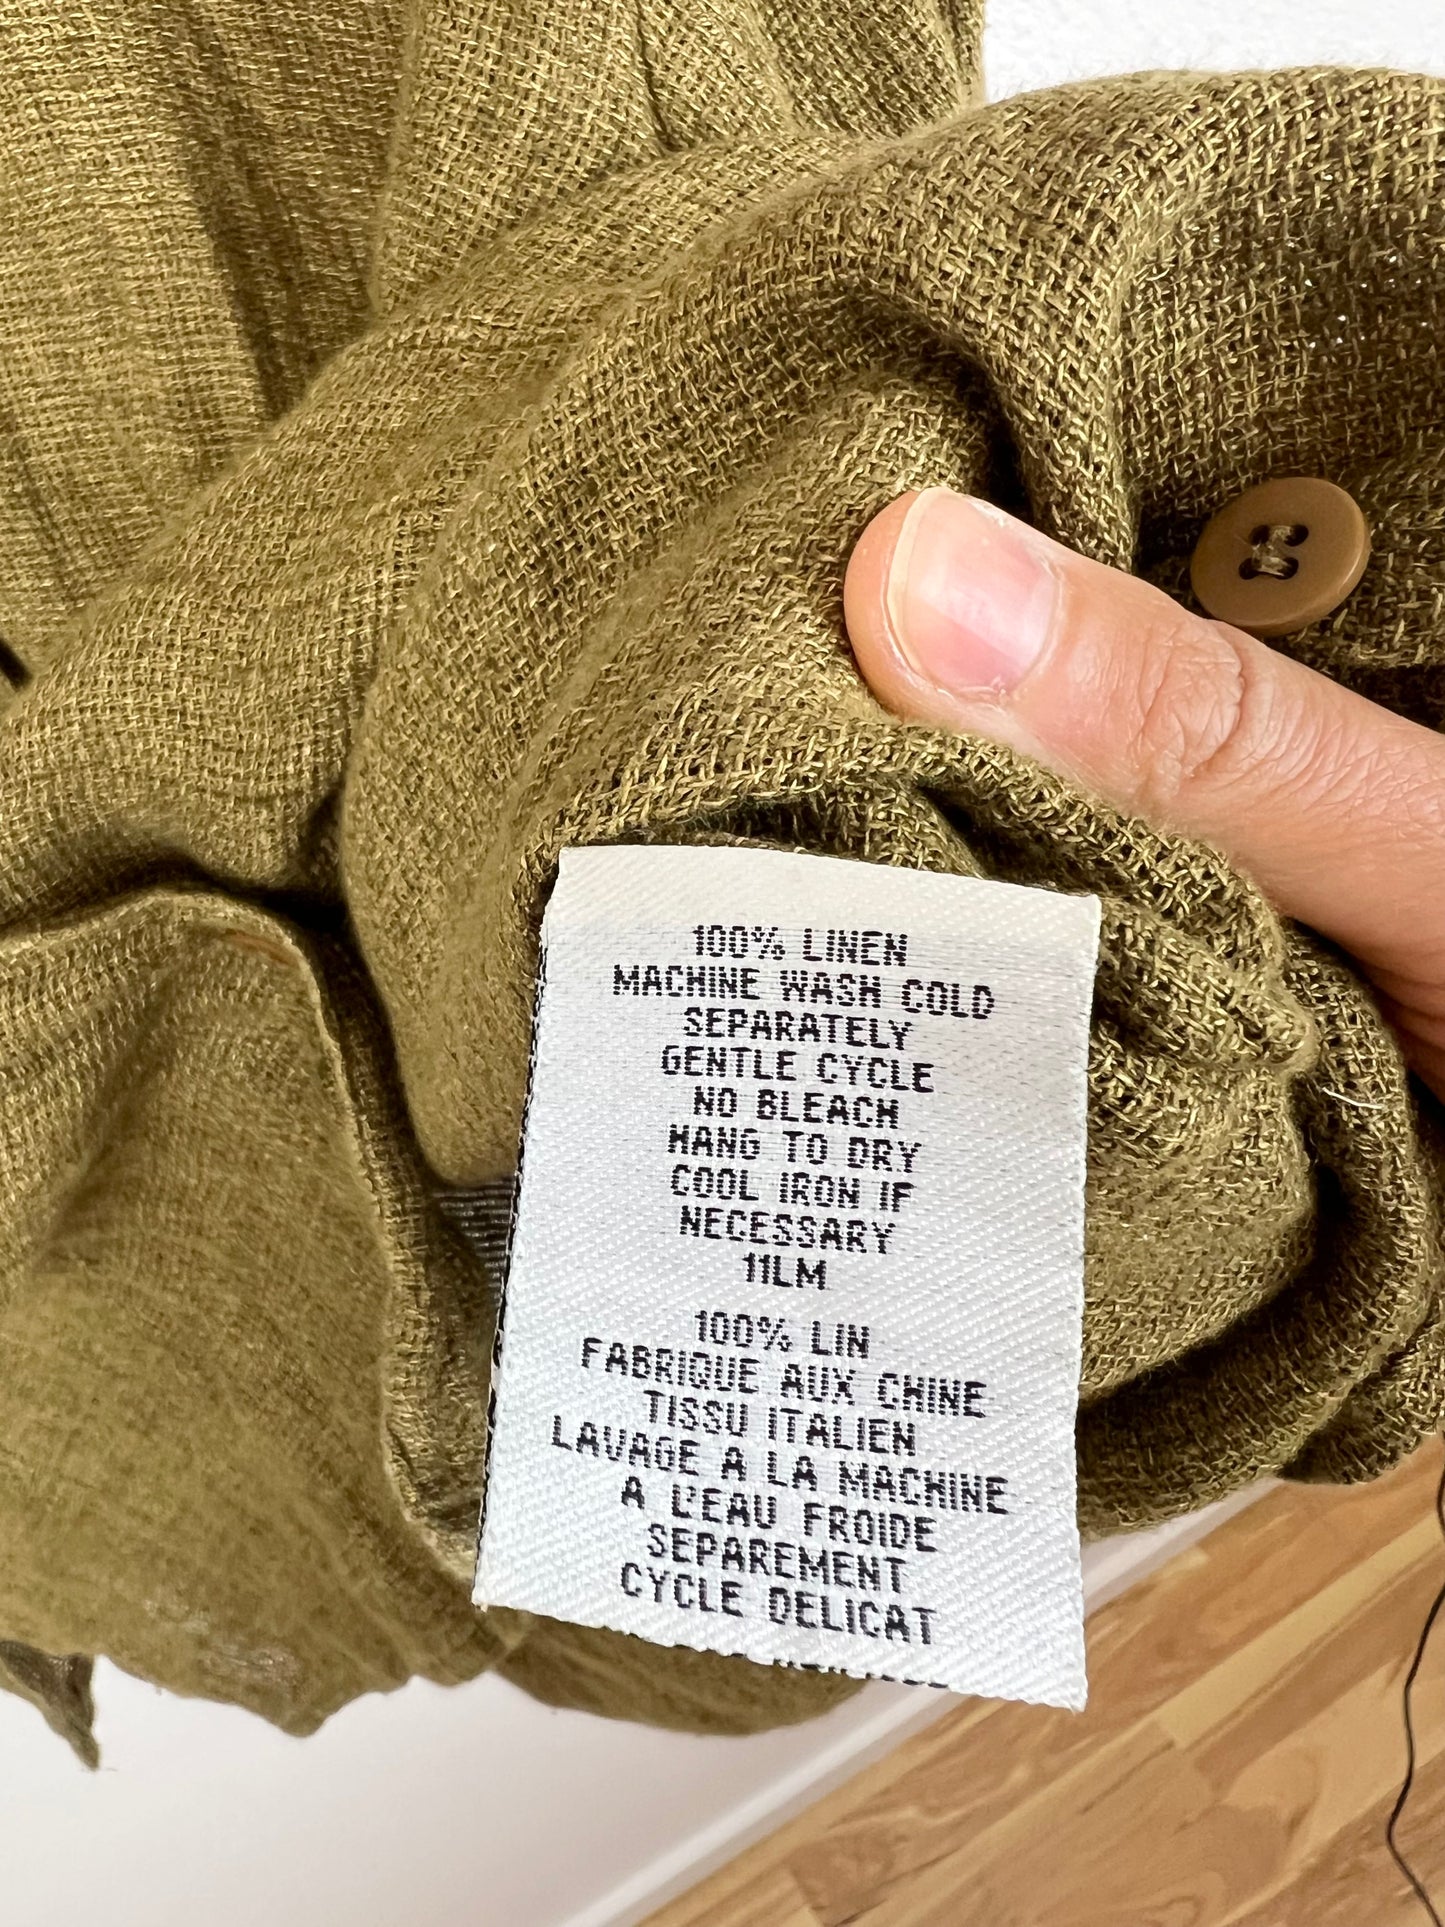 100% LINEN
MACHINE WASH COLD
SEPARATELY
GENTLE CYCLE
NO BLEACH
HANG TO DRY
COOL IRON IF
NECESSARY
11LM
100% LIN
FABRIQUE AUX CHINE
TISSU ITALIEN
LAVAGE A LA MACHINE
A L'EAU FROIDE
SEPAREMENT
CYCLE DELICAT